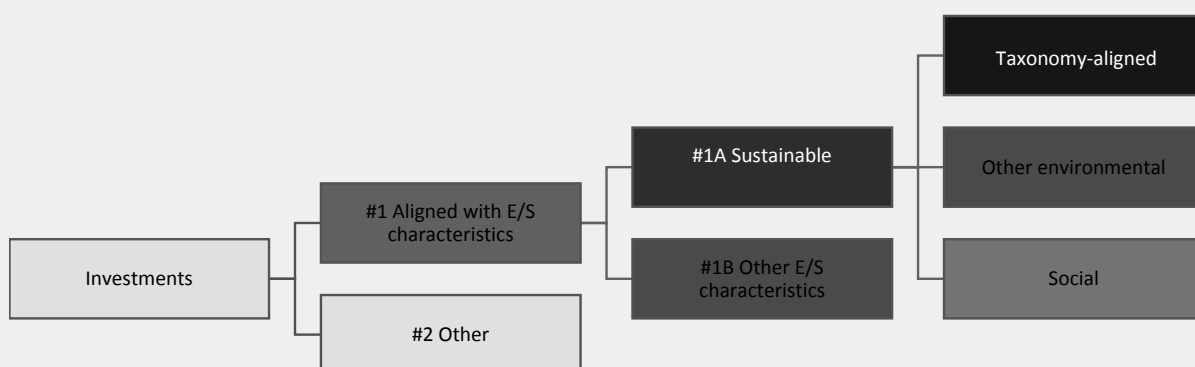 Taxonomy-aligned
#1A Sustainable
Other environmental
#1 Aligned with E/S
characteristics
Investments
#1B Other E/S
characteristics
Social
#2 Other